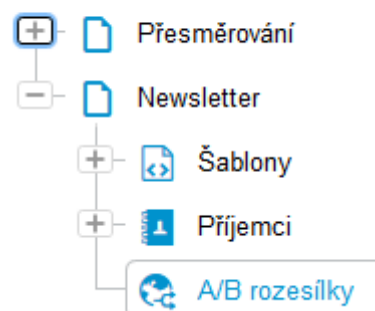 Přesměrování
Newsletter
Šablony
Příjemci
A/B rozesílky